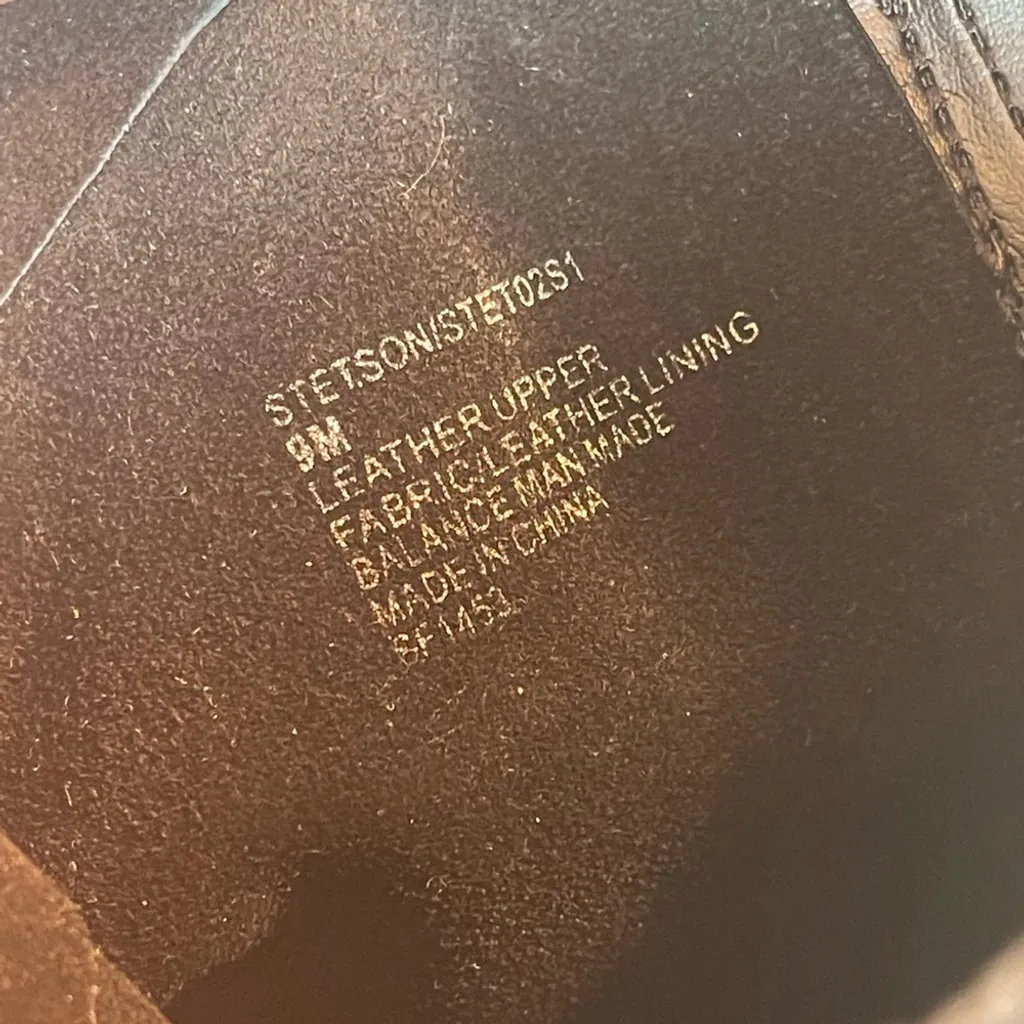 STETSON/STET02S1
9M
LEATHER UPPER
FABRIC/LEATHER LINING
BALANCE MAN MADE
MADE IN CHINA